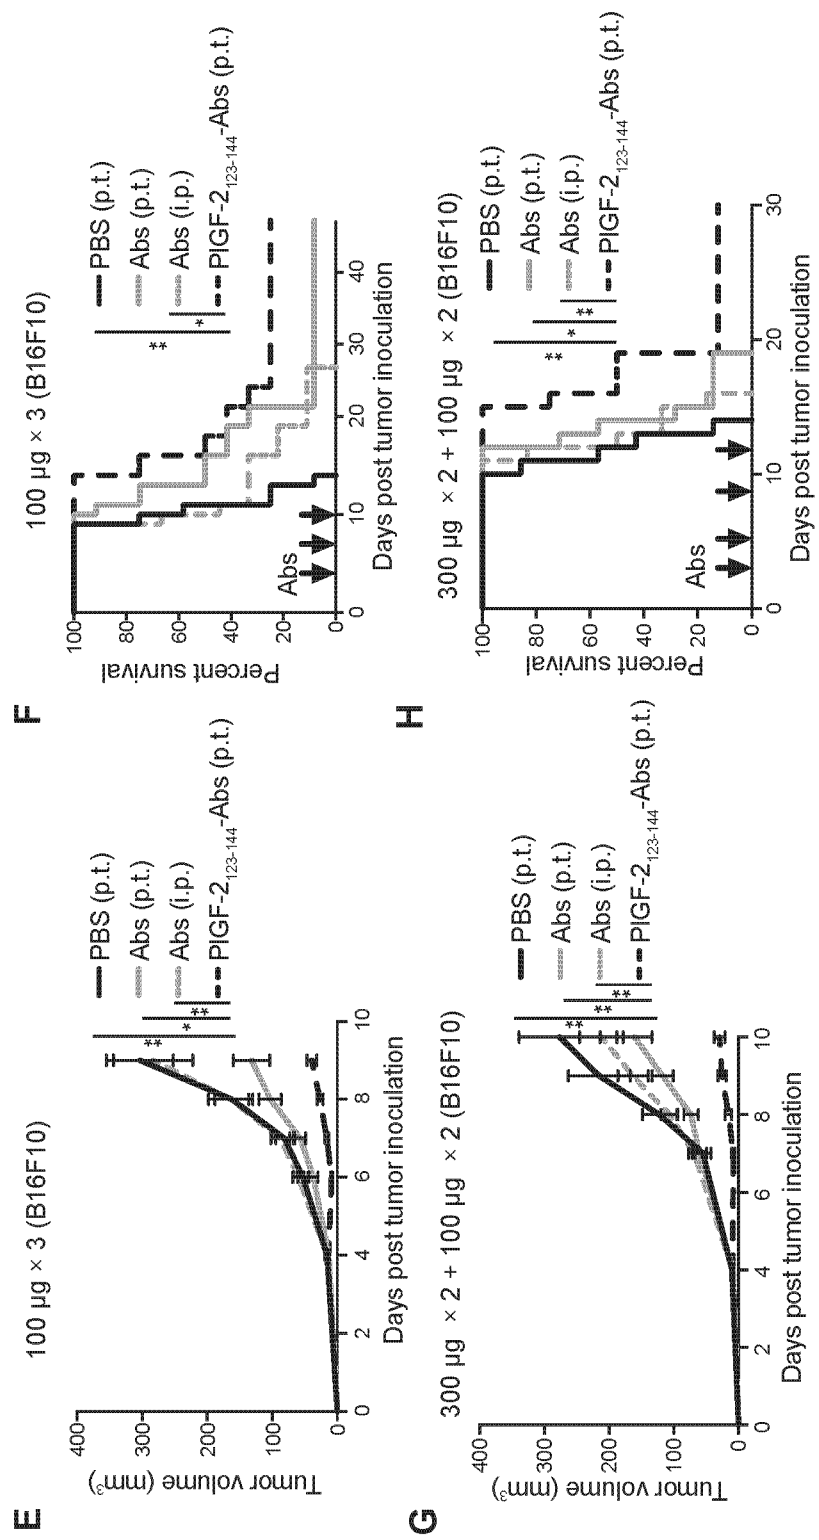 E
100 µg × 3 (B16F10)
Tumor volume (mm³)
400
300
200
100
0
0 2 4 6 8 10
Days post tumor inoculation
**
*
**
PBS (p.t.)
Abs (p.t.)
Abs (i.p.)
PlGF-2123-144-Abs (p.t.)
F
100 µg × 3 (B16F10)
Percent survival
100
80
60
40
20
0
0 10 20 30 40
Days post tumor inoculation
Abs
**
*
PBS (p.t.)
Abs (p.t.)
Abs (i.p.)
PlGF-2123-144-Abs (p.t.)
G
300 µg × 2 + 100 µg × 2 (B16F10)
Tumor volume (mm³)
400
300
200
100
0
0 2 4 6 8 10
Days post tumor inoculation
**
**
**
PBS (p.t.)
Abs (p.t.)
Abs (i.p.)
PlGF-2123-144-Abs (p.t.)
H
300 µg × 2 + 100 µg × 2 (B16F10)
Percent survival
100
80
60
40
20
0
0 10 20 30
Days post tumor inoculation
Abs
**
*
**
PBS (p.t.)
Abs (p.t.)
Abs (i.p.)
PlGF-2123-144-Abs (p.t.)